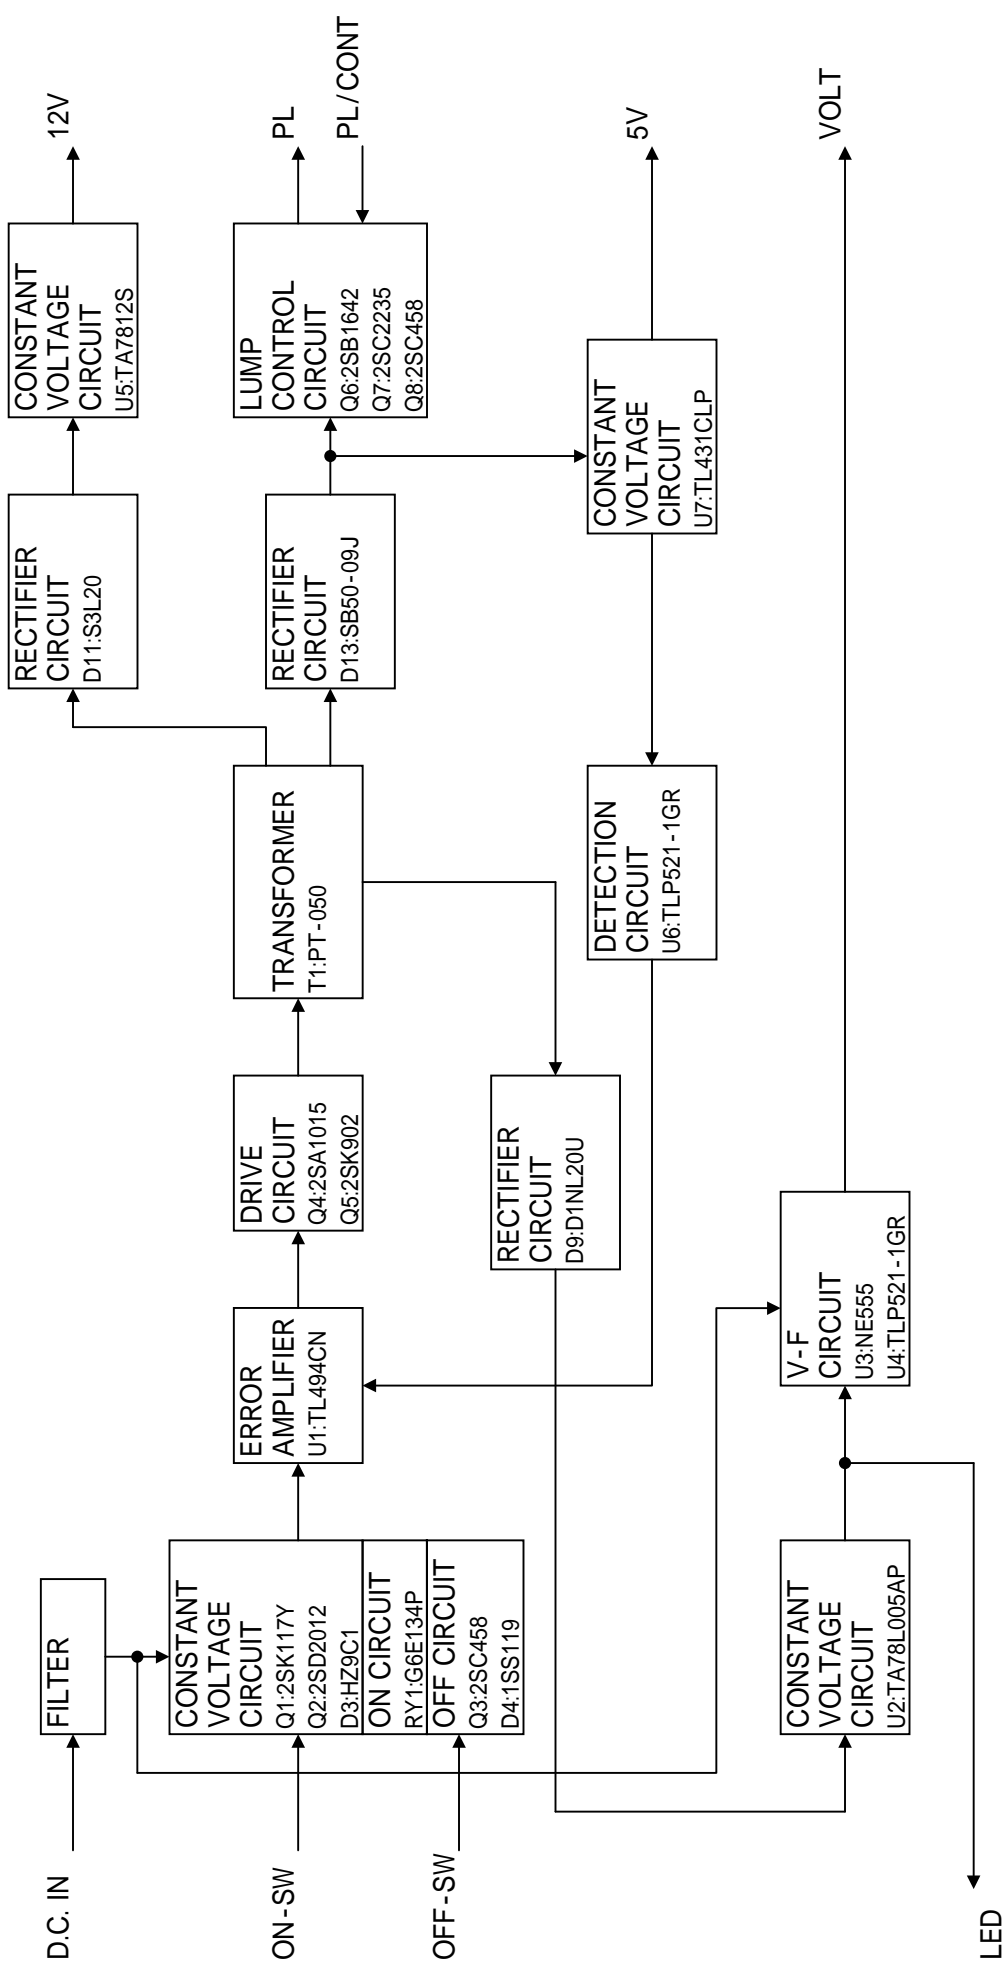 D.C. IN
FILTER
ON-SW
OFF-SW
CONSTANT
VOLTAGE
CIRCUIT
Q1:2SK117Y
Q2:2SD2012
D3:HZ9C1
ON CIRCUIT
RY1:G6E134P
OFF CIRCUIT
Q3:2SC458
D4:1SS119
ERROR
AMPLIFIER
U1:TL494CN
DRIVE
CIRCUIT
Q4:2SA1015
Q5:2SK902
TRANSFORMER
T1:PT-050
RECTIFIER
CIRCUIT
D11:S3L20
CONSTANT
VOLTAGE
CIRCUIT
U5:TA7812S
12V
RECTIFIER
CIRCUIT
D13:SB50-09J
LUMP
CONTROL
CIRCUIT
Q6:2SB1642
Q7:2SC2235
Q8:2SC458
PL
PL/CONT
RECTIFIER
CIRCUIT
D9:D1NL20U
DETECTION
CIRCUIT
U6:TLP521-1GR
CONSTANT
VOLTAGE
CIRCUIT
U7:TL431CLP
5V
CONSTANT
VOLTAGE
CIRCUIT
U2:TA78L005AP
V-F
CIRCUIT
U3:NE555
U4:TLP521-1GR
VOLT
LED